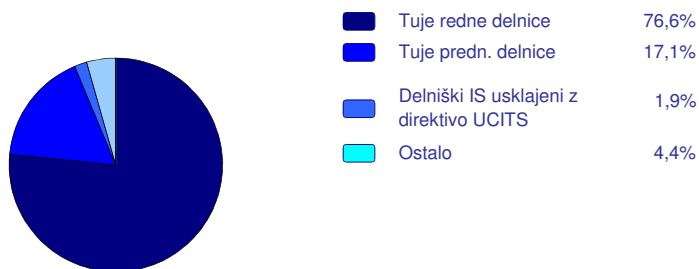 Tuje redne delnice 76,6%
Tuje predn. delnice 17,1%
Delniški IS usklajeni z 1,9%
direktivo UCITS
Ostalo 4,4%